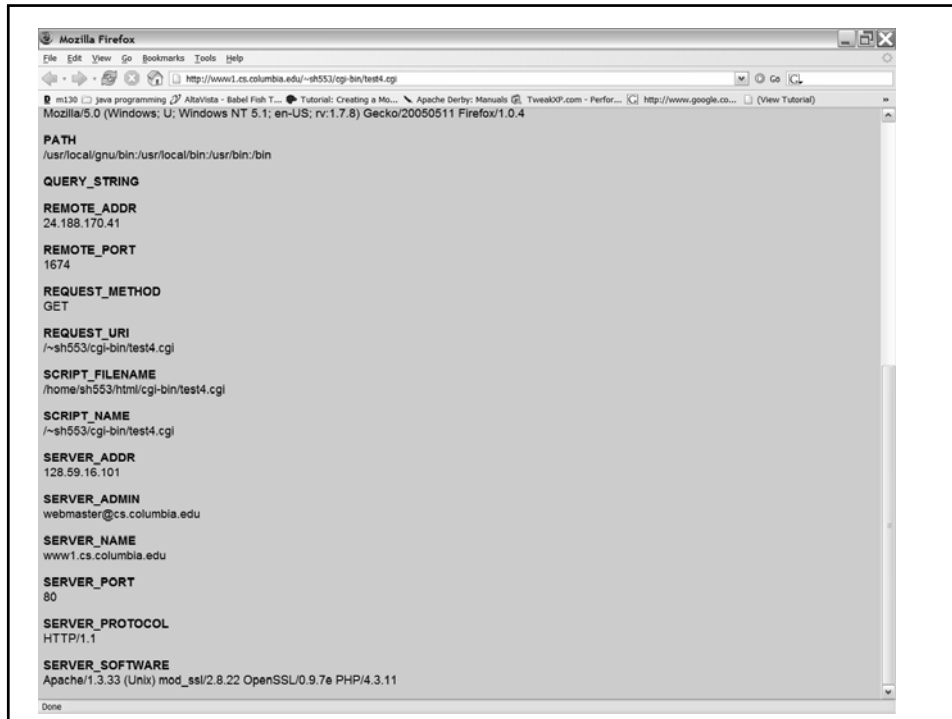 Mozilla Firefox
File Edit View Go Bookmarks Tools Help
http://www1.cs.columbia.edu/~sh553/cgi-bin/test4.cgi Go
m130 java programming AltaVista - Babel Fish T... Tutorial: Creating a Mo... Apache Derby: Manuals TweakXP.com - Perfor... http://www.google.co... (View Tutorial) »
Mozilla/5.0 (Windows; U; Windows NT 5.1; en-US; rv:1.7.8) Gecko/20050511 Firefox/1.0.4
PATH
/usr/local/gnu/bin:/usr/local/bin:/usr/bin:/bin
QUERY_STRING
REMOTE_ADDR
24.188.170.41
REMOTE_PORT
1674
REQUEST_METHOD
GET
REQUEST_URI
/~sh553/cgi-bin/test4.cgi
SCRIPT_FILENAME
/home/sh553/html/cgi-bin/test4.cgi
SCRIPT_NAME
/~sh553/cgi-bin/test4.cgi
SERVER_ADDR
128.59.16.101
SERVER_ADMIN
webmaster@cs.columbia.edu
SERVER_NAME
www1.cs.columbia.edu
SERVER_PORT
80
SERVER_PROTOCOL
HTTP/1.1
SERVER_SOFTWARE
Apache/1.3.33 (Unix) mod_ssl/2.8.22 OpenSSL/0.9.7e PHP/4.3.11
Done